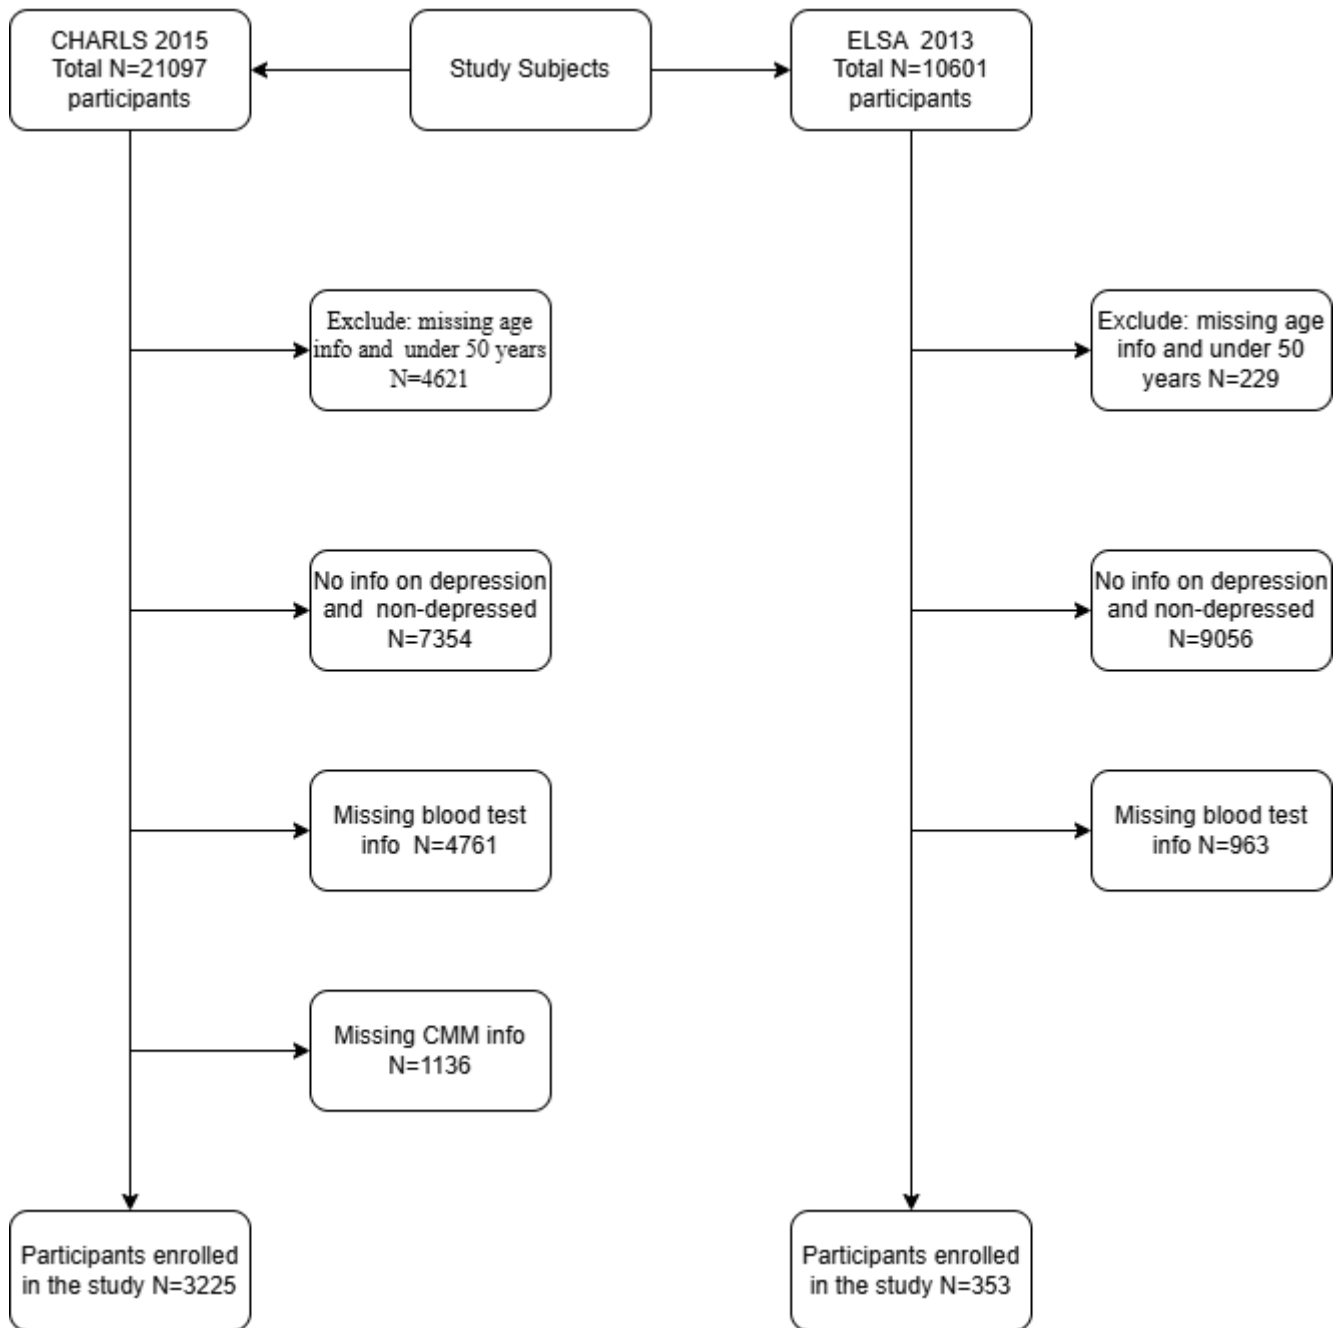 CHARLS 2015
Total N=21097
participants
Study Subjects
ELSA 2013
Total N=10601
participants
Exclude: missing age
info and under 50 years
N=4621
Exclude: missing age
info and under 50
years N=229
No info on depression
and non-depressed
N=7354
No info on depression
and non-depressed
N=9056
Missing blood test
info N=4761
Missing blood test
info N=963
Missing CMM info
N=1136
Participants enrolled
in the study N=3225
Participants enrolled
in the study N=353